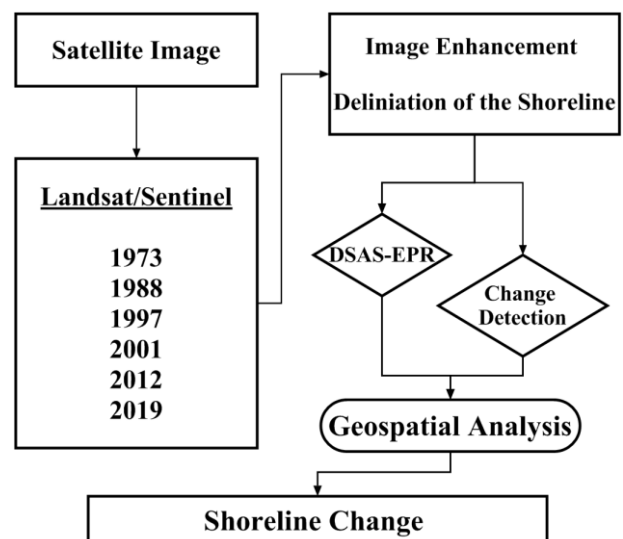 Satellite Image
Landsat/Sentinel
1973
1988
1997
2001
2012
2019
Image Enhancement
Deliniation of the Shoreline
DSAS-EPR
Change
Detection
Geospatial Analysis
Shoreline Change